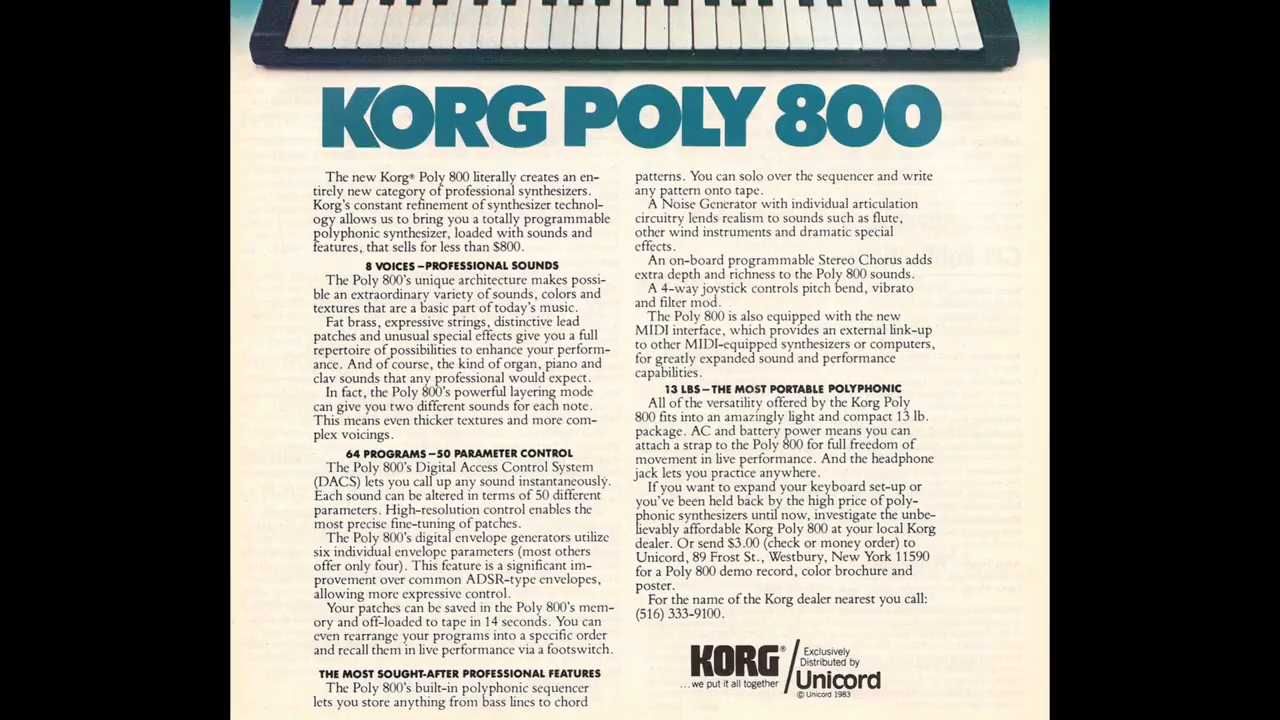 KORG POLY 800
The new Korg® Poly 800 literally creates an en-
tirely new category of professional synthesizers.
Korg's constant refinement of synthesizer technol-
ogy allows us to bring you a totally programmable
polyphonic synthesizer, loaded with sounds and
features, that sells for less than $800.
8 VOICES—PROFESSIONAL SOUNDS
The Poly 800's unique architecture makes possi-
ble an extraordinary variety of sounds, colors and
textures that are a basic part of today's music.
Fat brass, expressive strings, distinctive lead
patches and unusual special effects give you a full
repertoire of possibilities to enhance your perform-
ance. And of course, the kind of organ, piano and
clav sounds that any professional would expect.
In fact, the Poly 800's powerful layering mode
can give you two different sounds for each note.
This means even thicker textures and more com-
plex voicings.
64 PROGRAMS—50 PARAMETER CONTROL
The Poly 800's Digital Access Control System
(DACS) lets you call up any sound instantaneously.
Each sound can be altered in terms of 50 different
parameters. High-resolution control enables the
most precise fine-tuning of patches.
The Poly 800's digital envelope generators utilize
six individual envelope parameters (most others
offer only four). This feature is a significant im-
provement over common ADSR-type envelopes,
allowing more expressive control.
Your patches can be saved in the Poly 800's mem-
ory and off-loaded to tape in 14 seconds. You can
even rearrange your programs into a specific order
and recall them in live performance via a footswitch.
THE MOST SOUGHT-AFTER PROFESSIONAL FEATURES
The Poly 800's built-in polyphonic sequencer
lets you store anything from bass lines to chord
patterns. You can solo over the sequencer and write
any pattern onto tape.
A Noise Generator with individual articulation
circuitry lends realism to sounds such as flute,
other wind instruments and dramatic special
effects.
An on-board programmable Stereo Chorus adds
extra depth and richness to the Poly 800 sounds.
A 4-way joystick controls pitch bend, vibrato
and filter mod.
The Poly 800 is also equipped with the new
MIDI interface, which provides an external link-up
to other MIDI-equipped synthesizers or computers,
for greatly expanded sound and performance
capabilities.
13 LBS—THE MOST PORTABLE POLYPHONIC
All of the versatility offered by the Korg Poly
800 fits into an amazingly light and compact 13 lb.
package. AC and battery power means you can
attach a strap to the Poly 800 for full freedom of
movement in live performance. And the headphone
jack lets you practice anywhere.
If you want to expand your keyboard set-up or
you've been held back by the high price of poly-
phonic synthesizers until now, investigate the unbe-
lievably affordable Korg Poly 800 at your local Korg
dealer. Or send $3.00 (check or money order) to
Unicord, 89 Frost St., Westbury, New York 11590
for a Poly 800 demo record, color brochure and
poster.
For the name of the Korg dealer nearest you call:
(516) 333-9100.
KORG®
...we put it all together
Exclusively
Distributed by
Unicord
© Unicord 1983